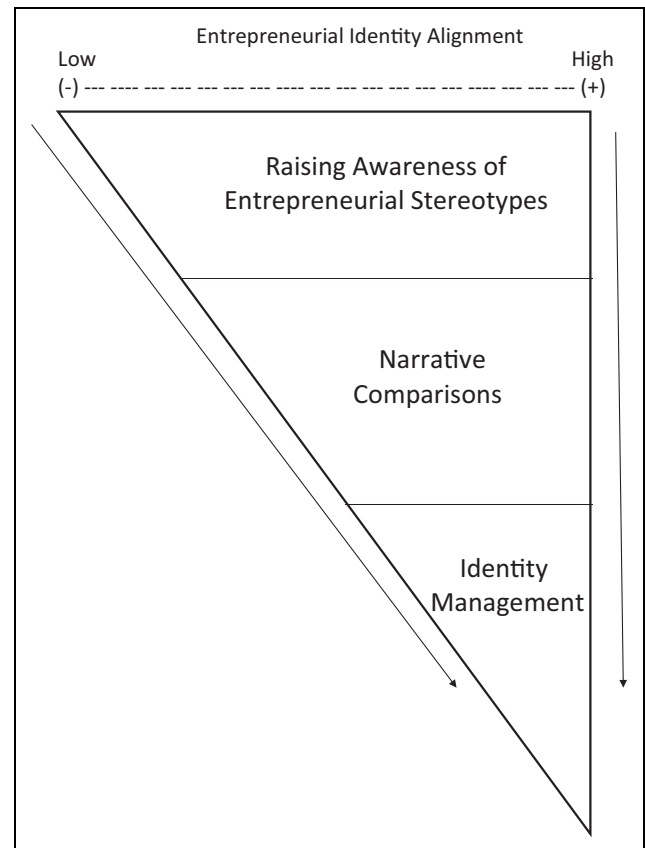 Entrepreneurial Identity Alignment
Low High
(-) --- ---- --- --- --- --- --- ---- --- --- --- --- --- --- ---- --- --- --- (+)
Raising Awareness of
Entrepreneurial Stereotypes
Narrative
Comparisons
Identity
Management